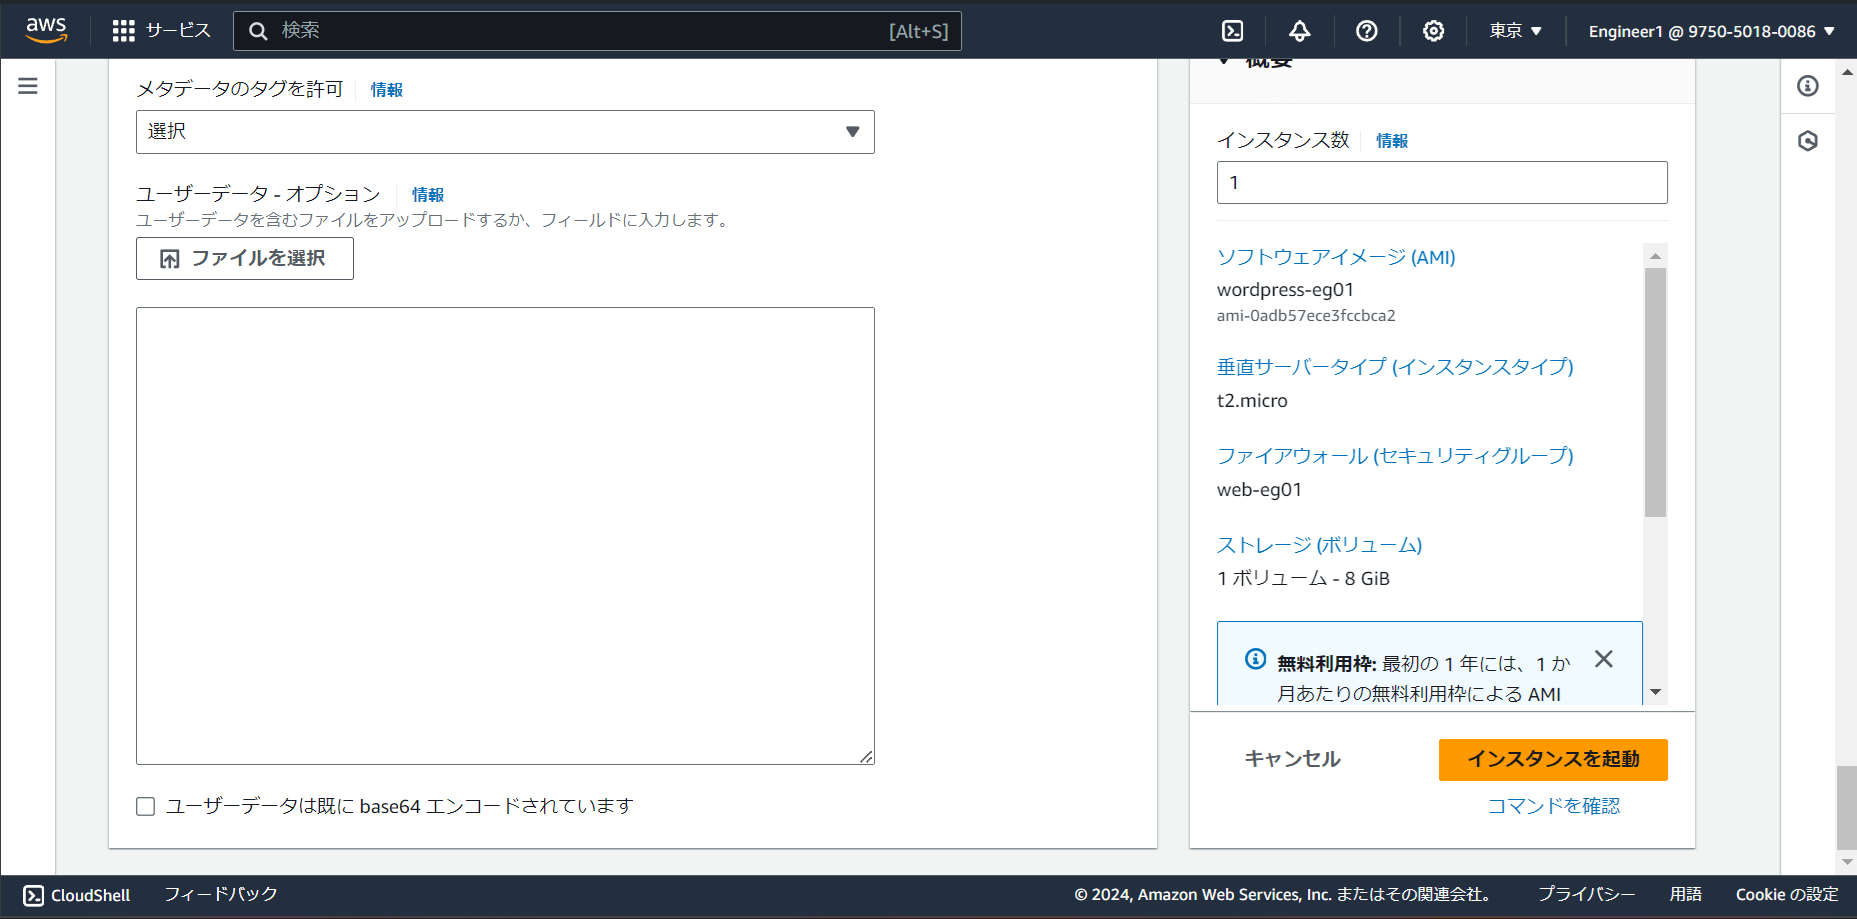 aws
サービス
検索
[Alt+S]
東京 ▼
Engineer1 @ 9750-5018-0086 ▼
メタデータのタグを許可 情報
選択
ユーザーデータ - オプション 情報
ユーザーデータを含むファイルをアップロードするか、フィールドに入力します。
ファイルを選択
ユーザーデータは既に base64 エンコードされています
概要
インスタンス数 情報
1
ソフトウェアイメージ (AMI)
wordpress-eg01
ami-0adb57ece3fccbca2
垂直サーバータイプ (インスタンスタイプ)
t2.micro
ファイアウォール (セキュリティグループ)
web-eg01
ストレージ (ボリューム)
1 ボリューム - 8 GiB
無料利用枠: 最初の 1 年には、1 か
月あたりの無料利用枠による AMI
キャンセル
インスタンスを起動
コマンドを確認
CloudShell
フィードバック
© 2024, Amazon Web Services, Inc. またはその関連会社。
プライバシー
用語
Cookie の設定